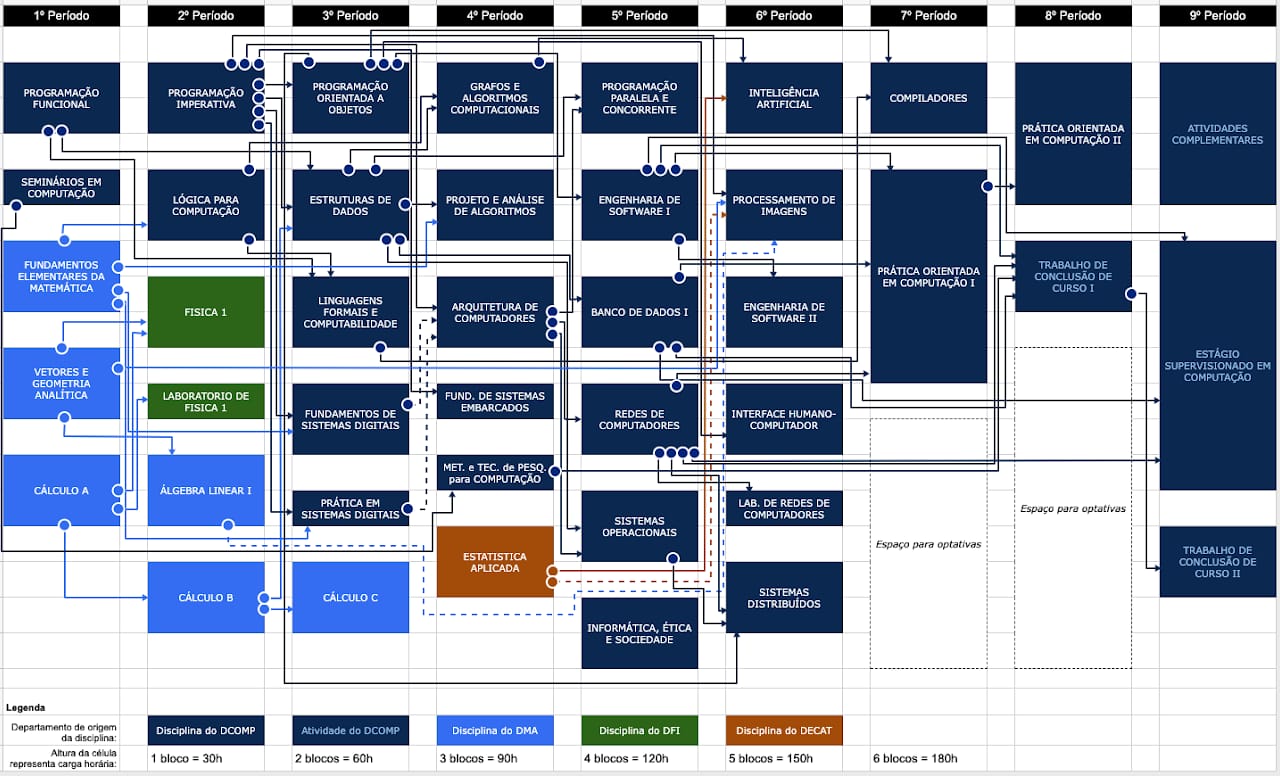 1º Período
2º Período
3º Período
4º Período
5º Período
6º Período
7º Período
8º Período
9º Período
PROGRAMAÇÃO
FUNCIONAL
SEMINÁRIOS EM
COMPUTAÇÃO
FUNDAMENTOS
ELEMENTARES DA
MATEMÁTICA
VETORES E
GEOMETRIA
ANALÍTICA
CÁLCULO A
PROGRAMAÇÃO
IMPERATIVA
LÓGICA PARA
COMPUTAÇÃO
FISICA 1
LABORATORIO DE
FISICA 1
ÁLGEBRA LINEAR I
CÁLCULO B
PROGRAMAÇÃO
ORIENTADA A
OBJETOS
ESTRUTURAS DE
DADOS
LINGUAGENS
FORMAIS E
COMPUTABILIDADE
FUNDAMENTOS DE
SISTEMAS DIGITAIS
PRÁTICA EM
SISTEMAS DIGITAIS
CÁLCULO C
GRAFOS E
ALGORITMOS
COMPUTACIONAIS
PROJETO E ANÁLISE
DE ALGORITMOS
ARQUITETURA DE
COMPUTADORES
FUND. DE SISTEMAS
EMBARCADOS
MET. e TEC. de PESQ.
para COMPUTAÇÃO
ESTATISTICA
APLICADA
PROGRAMAÇÃO
PARALELA E
CONCORRENTE
ENGENHARIA DE
SOFTWARE I
BANCO DE DADOS I
REDES DE
COMPUTADORES
SISTEMAS
OPERACIONAIS
INFORMÁTICA, ÉTICA
E SOCIEDADE
INTELIGÊNCIA
ARTIFICIAL
PROCESSAMENTO DE
IMAGENS
ENGENHARIA DE
SOFTWARE II
INTERFACE HUMANO-
COMPUTADOR
LAB. DE REDES DE
COMPUTADORES
SISTEMAS
DISTRIBUÍDOS
COMPILADORES
PRÁTICA ORIENTADA
EM COMPUTAÇÃO I
Espaço para optativas
PRÁTICA ORIENTADA
EM COMPUTAÇÃO II
TRABALHO DE
CONCLUSÃO DE
CURSO I
Espaço para optativas
ATIVIDADES
COMPLEMENTARES
ESTÁGIO
SUPERVISIONADO EM
COMPUTAÇÃO
TRABALHO DE
CONCLUSÃO DE
CURSO II
Legenda
Departamento de origem
da disciplina:
Disciplina do DCOMP
Atividade do DCOMP
Disciplina do DMA
Disciplina do DFI
Disciplina do DECAT
Altura da célula
representa carga horária:
1 blocos = 30h
2 blocos = 60h
3 blocos = 90h
4 blocos = 120h
5 blocos = 150h
6 blocos = 180h